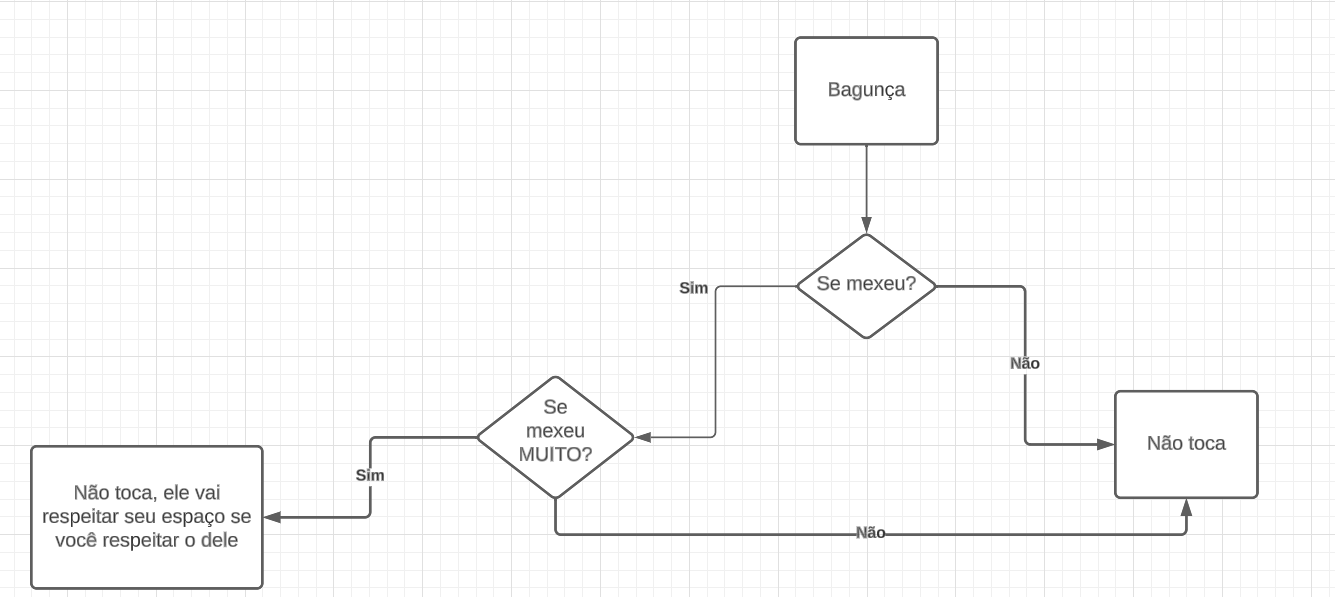 Bagunça
Se mexeu?
Sim
Não
Se
mexeu
MUITO?
Não toca
Sim
Não toca, ele vai
respeitar seu espaço se
você respeitar o dele
Não